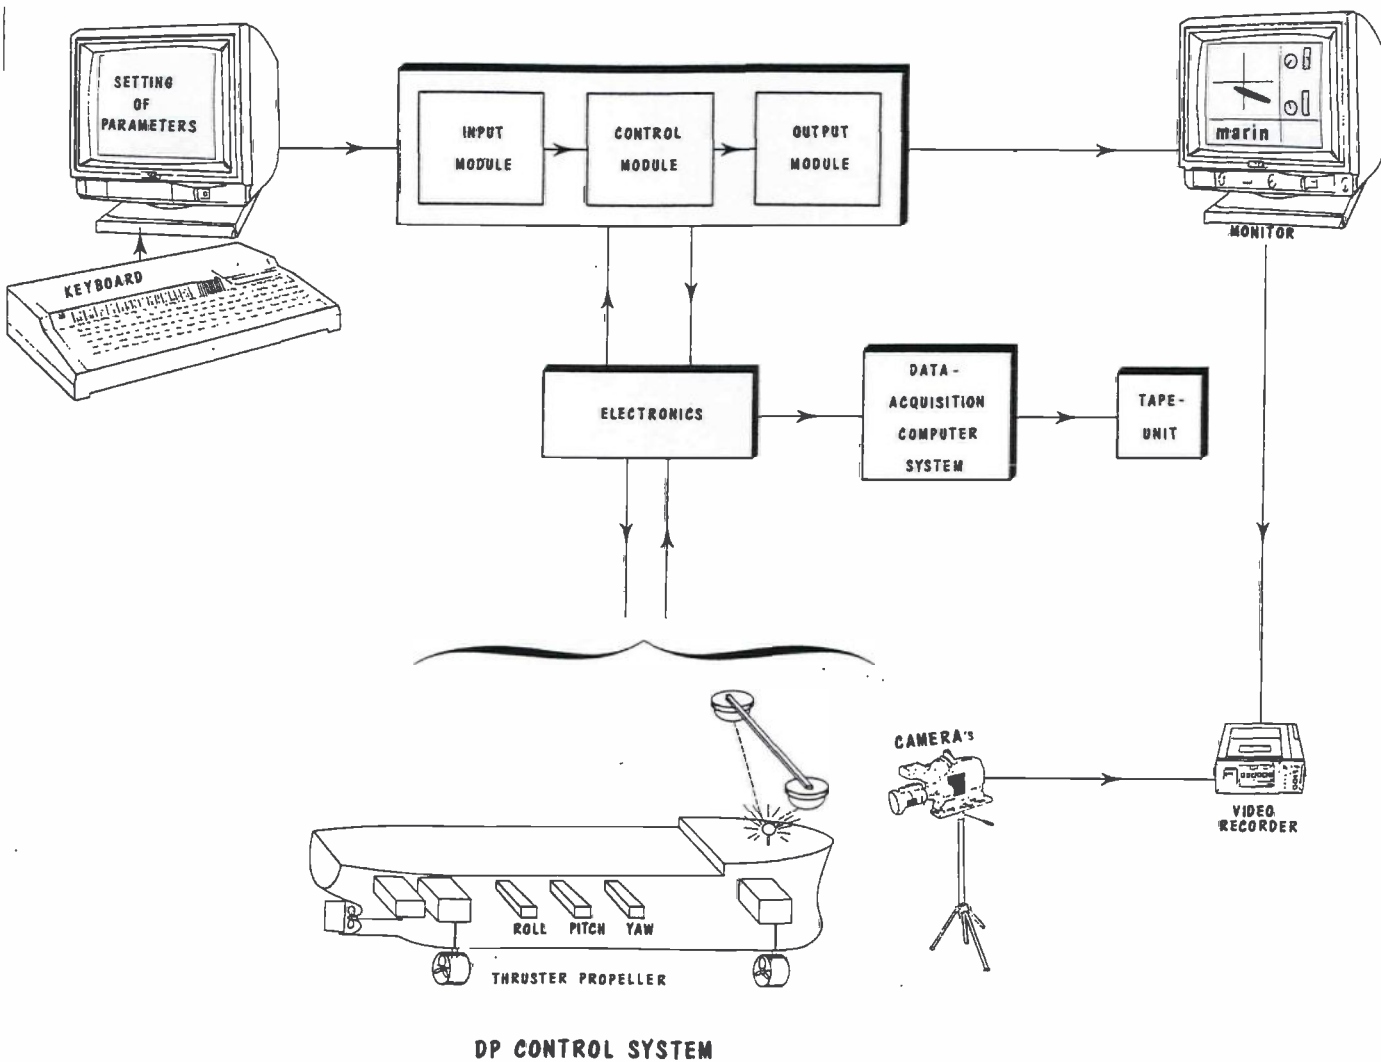 SETTING
OF
PARAMETERS
KEYBOARD
INPUT
MODULE
CONTROL
MODULE
OUTPUT
MODULE
marin
MONITOR
ELECTRONICS
DATA-
ACQUISITION
COMPUTER
SYSTEM
TAPE-
UNIT
CAMERA's
VIDEO
RECORDER
ROLL
PITCH
YAW
THRUSTER PROPELLER
DP CONTROL SYSTEM